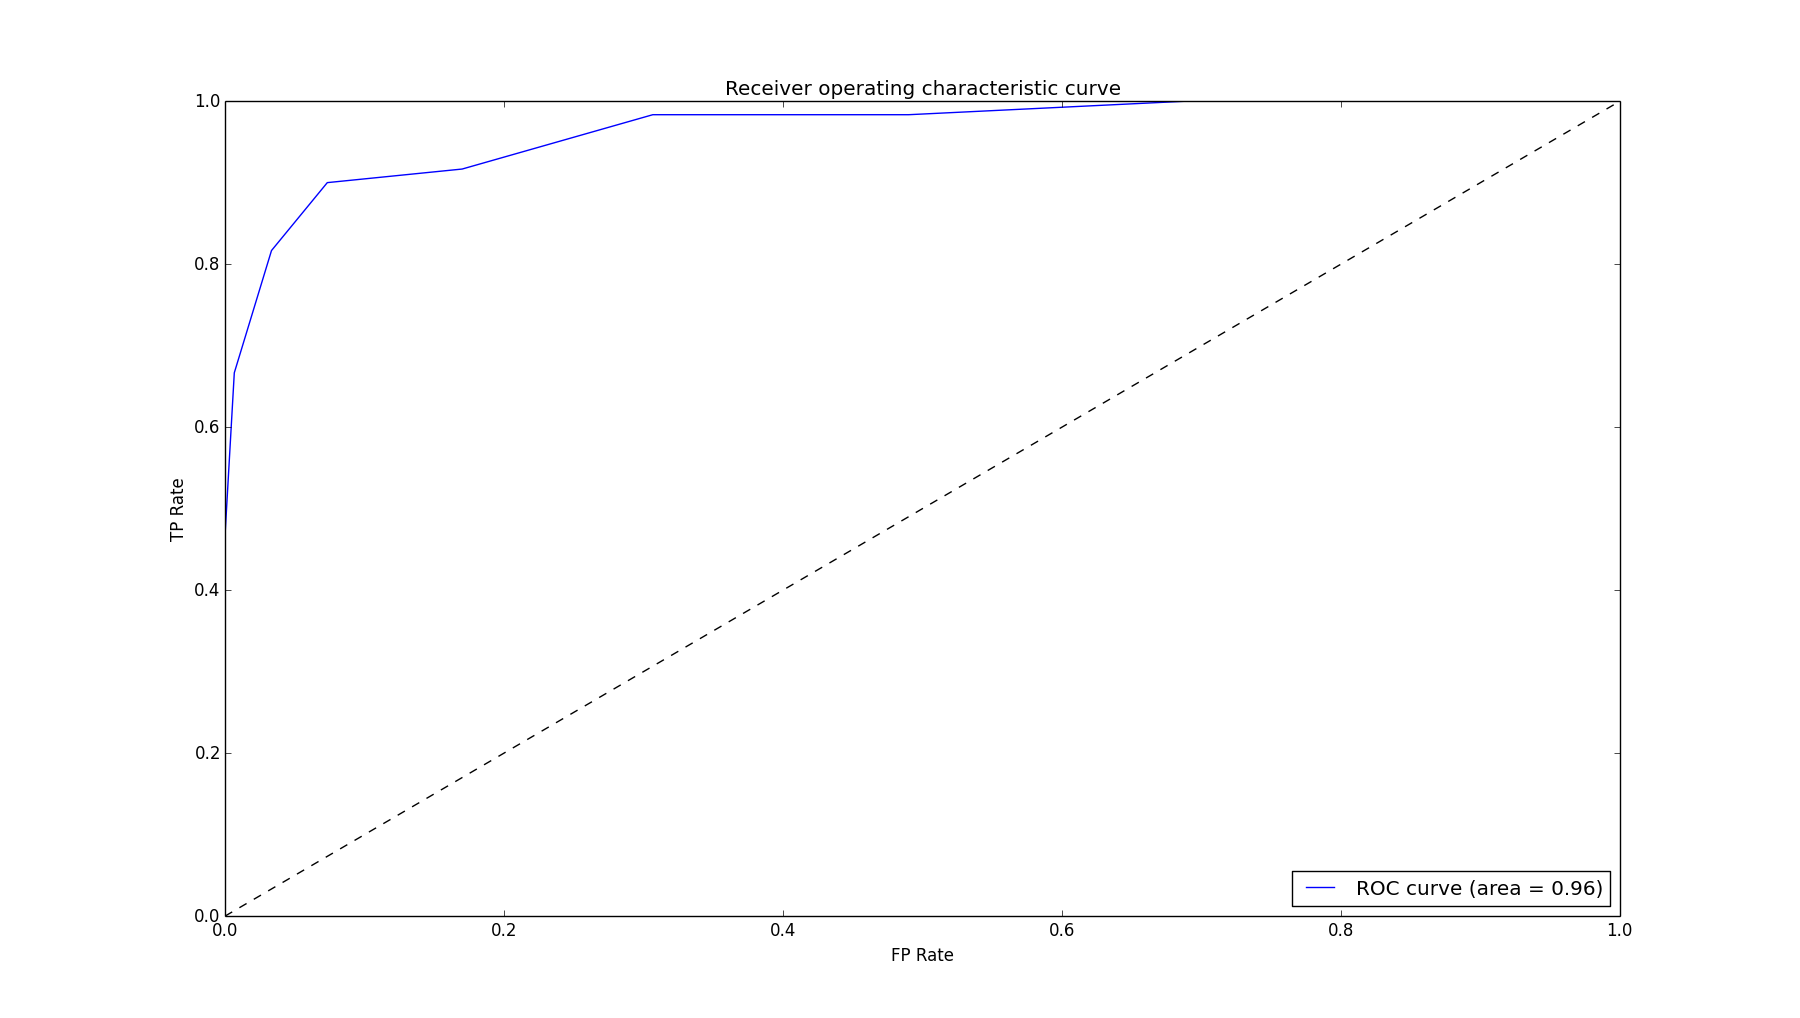 Receiver operating characteristic curve
1.0
0.8
0.6
0.4
0.2
0.0
TP Rate
0.0 0.2 0.4 0.6 0.8 1.0
FP Rate
ROC curve (area = 0.96)